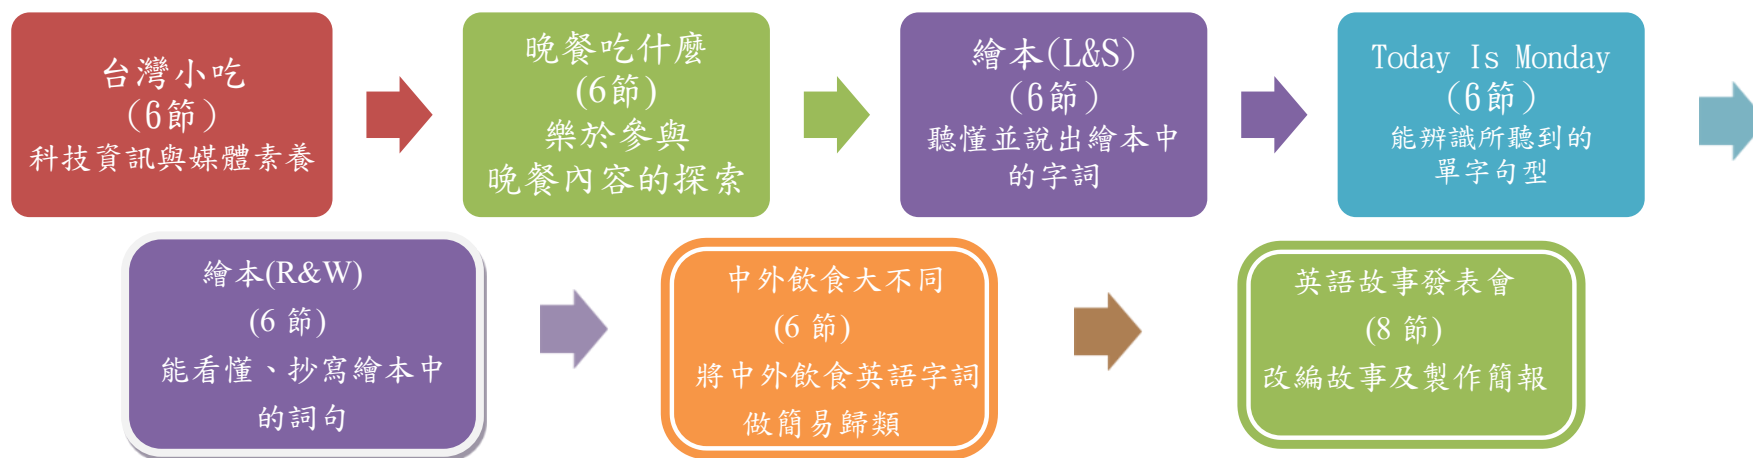 台灣小吃
(6節)
科技資訊與媒體素養
晚餐吃什麼
(6節)
樂於參與
晚餐內容的探索
繪本(L&S)
(6節)
聽懂並說出繪本中
的字詞
Today Is Monday
(6節)
能辨識所聽到的
單字句型
繪本(R&W)
(6 節)
能看懂、抄寫繪本中
的詞句
中外飲食大不同
(6 節)
將中外飲食英語字詞
做簡易歸類
英語故事發表會
(8 節)
改編故事及製作簡報